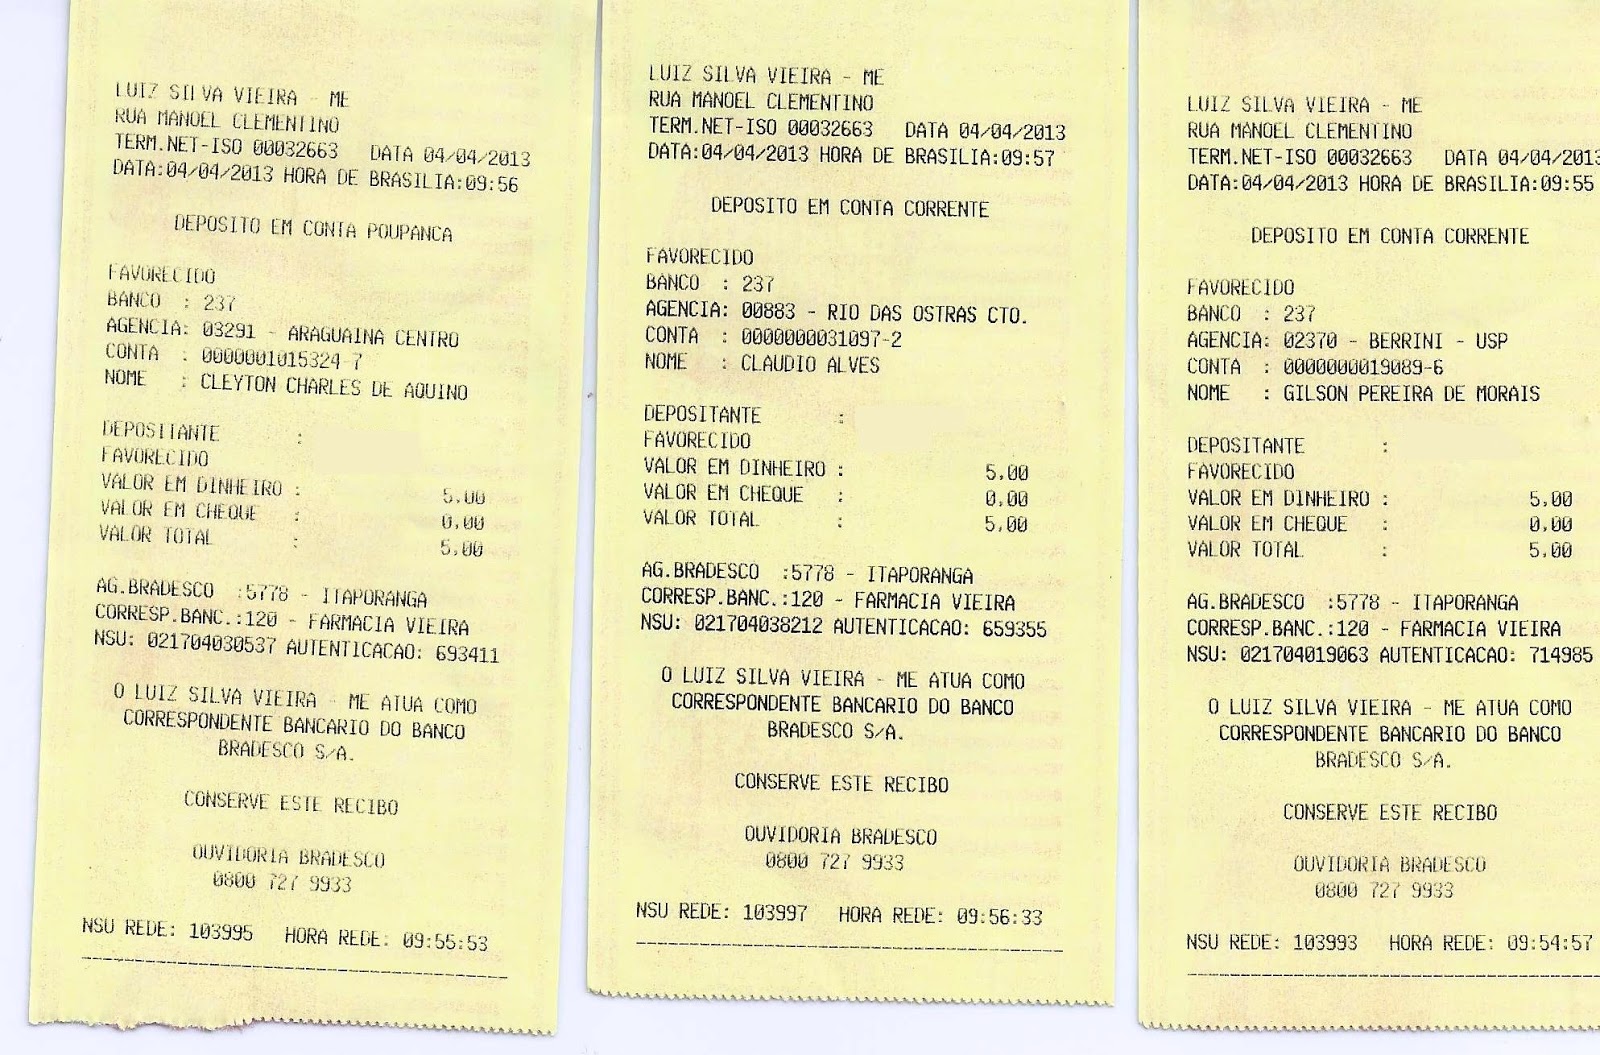 LUIZ SILVA VIEIRA - ME
RUA MANOEL CLEMENTINO
TERM.NET-ISO 00032663 DATA 04/04/2013
DATA:04/04/2013 HORA DE BRASILIA:09:56
DEPOSITO EM CONTA POUPANCA
FAVORECIDO
BANCO : 237
AGENCIA: 03291 - ARAGUAINA CENTRO
CONTA : 0000001015324-7
NOME : CLEYTON CHARLES DE AQUINO
DEPOSITANTE :
FAVORECIDO
VALOR EM DINHEIRO : 5,00
VALOR EM CHEQUE : 0,00
VALOR TOTAL : 5,00
AG.BRADESCO :5778 - ITAPORANGA
CORRESP.BANC.:120 - FARMACIA VIEIRA
NSU: 021704030537 AUTENTICACAO: 693411
O LUIZ SILVA VIEIRA - ME ATUA COMO
CORRESPONDENTE BANCARIO DO BANCO
BRADESCO S/A.
CONSERVE ESTE RECIBO
OUVIDORIA BRADESCO
0800 727 9933
NSU REDE: 103995 HORA REDE: 09:55:53
LUIZ SILVA VIEIRA - ME
RUA MANOEL CLEMENTINO
TERM.NET-ISO 00032663 DATA 04/04/2013
DATA:04/04/2013 HORA DE BRASILIA:09:57
DEPOSITO EM CONTA CORRENTE
FAVORECIDO
BANCO : 237
AGENCIA: 00883 - RIO DAS OSTRAS CTO.
CONTA : 0000000031097-2
NOME : CLAUDIO ALVES
DEPOSITANTE :
FAVORECIDO
VALOR EM DINHEIRO : 5,00
VALOR EM CHEQUE : 0,00
VALOR TOTAL : 5,00
AG.BRADESCO :5778 - ITAPORANGA
CORRESP.BANC.:120 - FARMACIA VIEIRA
NSU: 021704038212 AUTENTICACAO: 659355
O LUIZ SILVA VIEIRA - ME ATUA COMO
CORRESPONDENTE BANCARIO DO BANCO
BRADESCO S/A.
CONSERVE ESTE RECIBO
OUVIDORIA BRADESCO
0800 727 9933
NSU REDE: 103997 HORA REDE: 09:56:33
LUIZ SILVA VIEIRA - ME
RUA MANOEL CLEMENTINO
TERM.NET-ISO 00032663 DATA 04/04/2013
DATA:04/04/2013 HORA DE BRASILIA:09:55
DEPOSITO EM CONTA CORRENTE
FAVORECIDO
BANCO : 237
AGENCIA: 02370 - BERRINI - USP
CONTA : 0000000019089-6
NOME : GILSON PEREIRA DE MORAIS
DEPOSITANTE :
FAVORECIDO
VALOR EM DINHEIRO : 5,00
VALOR EM CHEQUE : 0,00
VALOR TOTAL : 5,00
AG.BRADESCO :5778 - ITAPORANGA
CORRESP.BANC.:120 - FARMACIA VIEIRA
NSU: 021704019063 AUTENTICACAO: 714985
O LUIZ SILVA VIEIRA - ME ATUA COMO
CORRESPONDENTE BANCARIO DO BANCO
BRADESCO S/A.
CONSERVE ESTE RECIBO
OUVIDORIA BRADESCO
0800 727 9933
NSU REDE: 103993 HORA REDE: 09:54:57